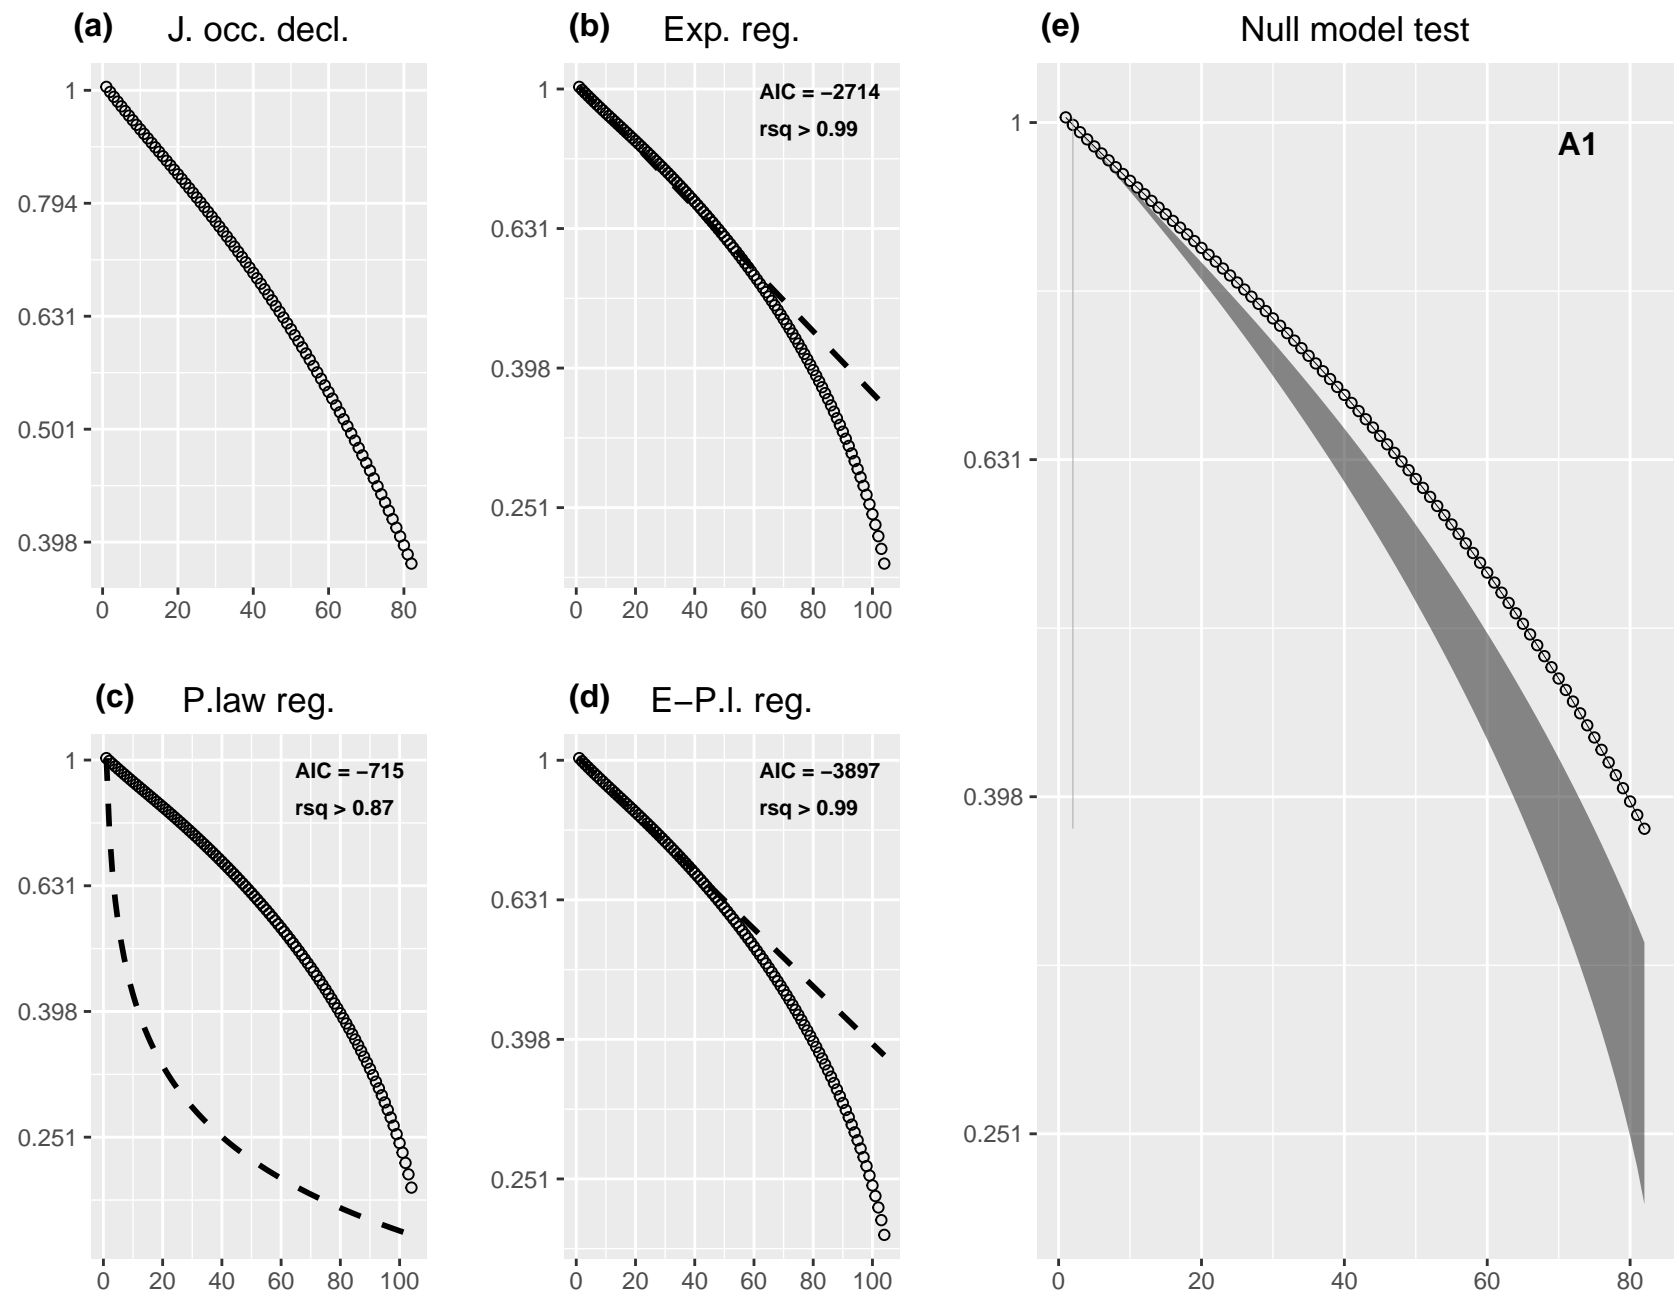 (a) J. occ. decl.
1
0.794
0.631
0.501
0.398
0 20 40 60 80
(b) Exp. reg.
AIC = −2714
rsq > 0.99
1
0.631
0.398
0.251
0 20 40 60 80 100
(c) P.law reg.
AIC = −715
rsq > 0.87
1
0.631
0.398
0.251
0 20 40 60 80 100
(d) E−P.l. reg.
AIC = −3897
rsq > 0.99
1
0.631
0.398
0.251
0 20 40 60 80 100
(e) Null model test
A1
1
0.631
0.398
0.251
0 20 40 60 80